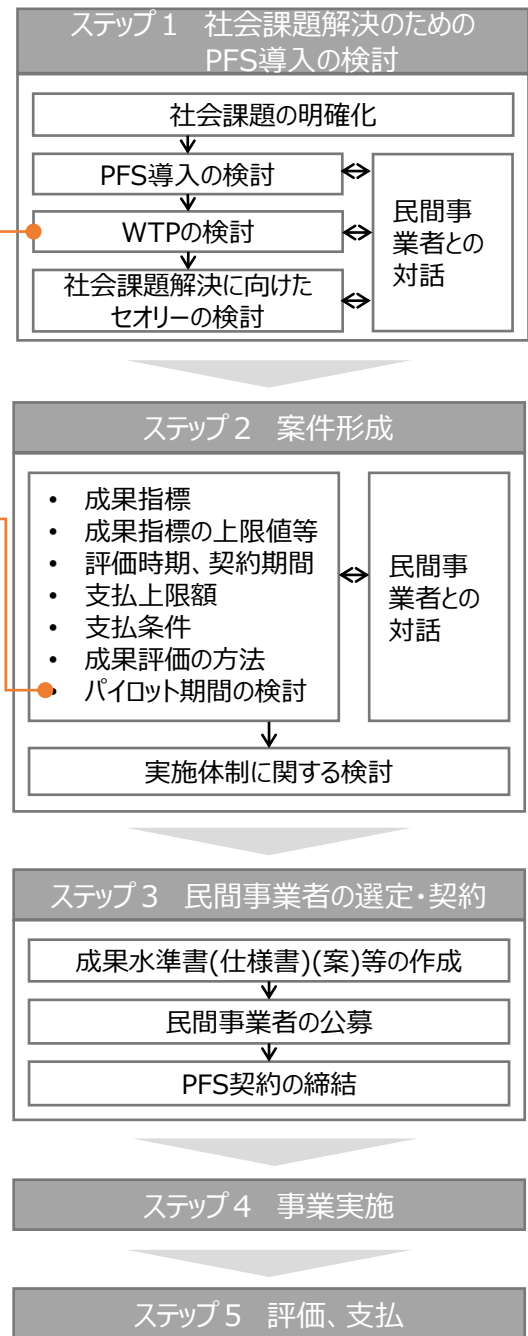 ステップ1　社会課題解決のための
PFS導入の検討
社会課題の明確化
PFS導入の検討
WTPの検討
社会課題解決に向けた
セオリーの検討
民間事
業者との
対話
ステップ2　案件形成
• 成果指標
• 成果指標の上限値等
• 評価時期、契約期間
• 支払上限額
• 支払条件
• 成果評価の方法
• パイロット期間の検討
民間事
業者との
対話
実施体制に関する検討
ステップ3　民間事業者の選定・契約
成果水準書(仕様書)(案)等の作成
民間事業者の公募
PFS契約の締結
ステップ4　事業実施
ステップ5　評価、支払